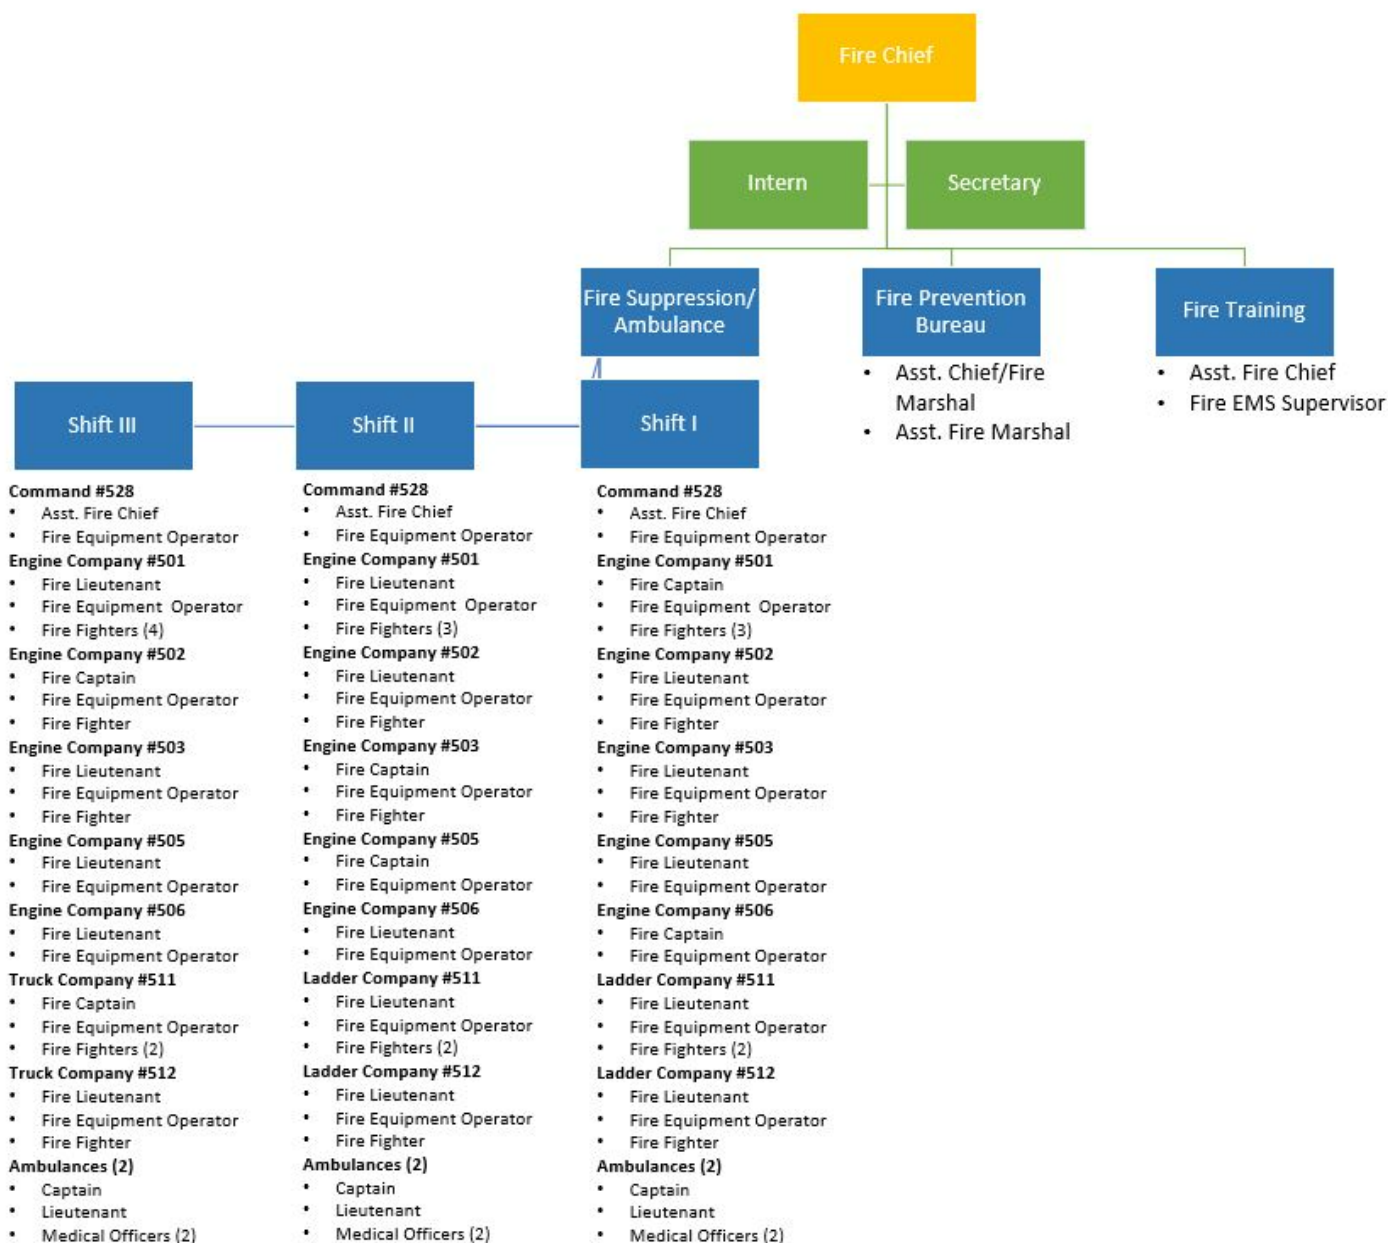 Fire Chief
Intern
Secretary
Fire Suppression/
Ambulance
Fire Prevention
Bureau
Fire Training
• Asst. Chief/Fire
Marshal
• Asst. Fire Marshal
• Asst. Fire Chief
• Fire EMS Supervisor
Shift III
Shift II
Shift I
Command #528
• Asst. Fire Chief
• Fire Equipment Operator
Engine Company #501
• Fire Lieutenant
• Fire Equipment Operator
• Fire Fighters (4)
Engine Company #502
• Fire Captain
• Fire Equipment Operator
• Fire Fighter
Engine Company #503
• Fire Lieutenant
• Fire Equipment Operator
• Fire Fighter
Engine Company #505
• Fire Lieutenant
• Fire Equipment Operator
Engine Company #506
• Fire Lieutenant
• Fire Equipment Operator
Truck Company #511
• Fire Captain
• Fire Equipment Operator
• Fire Fighters (2)
Truck Company #512
• Fire Lieutenant
• Fire Equipment Operator
• Fire Fighter
Ambulances (2)
• Captain
• Lieutenant
• Medical Officers (2)
Command #528
• Asst. Fire Chief
• Fire Equipment Operator
Engine Company #501
• Fire Lieutenant
• Fire Equipment Operator
• Fire Fighters (3)
Engine Company #502
• Fire Lieutenant
• Fire Equipment Operator
• Fire Fighter
Engine Company #503
• Fire Captain
• Fire Equipment Operator
• Fire Fighter
Engine Company #505
• Fire Captain
• Fire Equipment Operator
Engine Company #506
• Fire Lieutenant
• Fire Equipment Operator
Ladder Company #511
• Fire Lieutenant
• Fire Equipment Operator
• Fire Fighters (2)
Ladder Company #512
• Fire Lieutenant
• Fire Equipment Operator
• Fire Fighter
Ambulances (2)
• Captain
• Lieutenant
• Medical Officers (2)
Command #528
• Asst. Fire Chief
• Fire Equipment Operator
Engine Company #501
• Fire Captain
• Fire Equipment Operator
• Fire Fighters (3)
Engine Company #502
• Fire Lieutenant
• Fire Equipment Operator
• Fire Fighter
Engine Company #503
• Fire Lieutenant
• Fire Equipment Operator
• Fire Fighter
Engine Company #505
• Fire Lieutenant
• Fire Equipment Operator
Engine Company #506
• Fire Captain
• Fire Equipment Operator
Ladder Company #511
• Fire Lieutenant
• Fire Equipment Operator
• Fire Fighters (2)
Ladder Company #512
• Fire Lieutenant
• Fire Equipment Operator
• Fire Fighter
Ambulances (2)
• Captain
• Lieutenant
• Medical Officers (2)